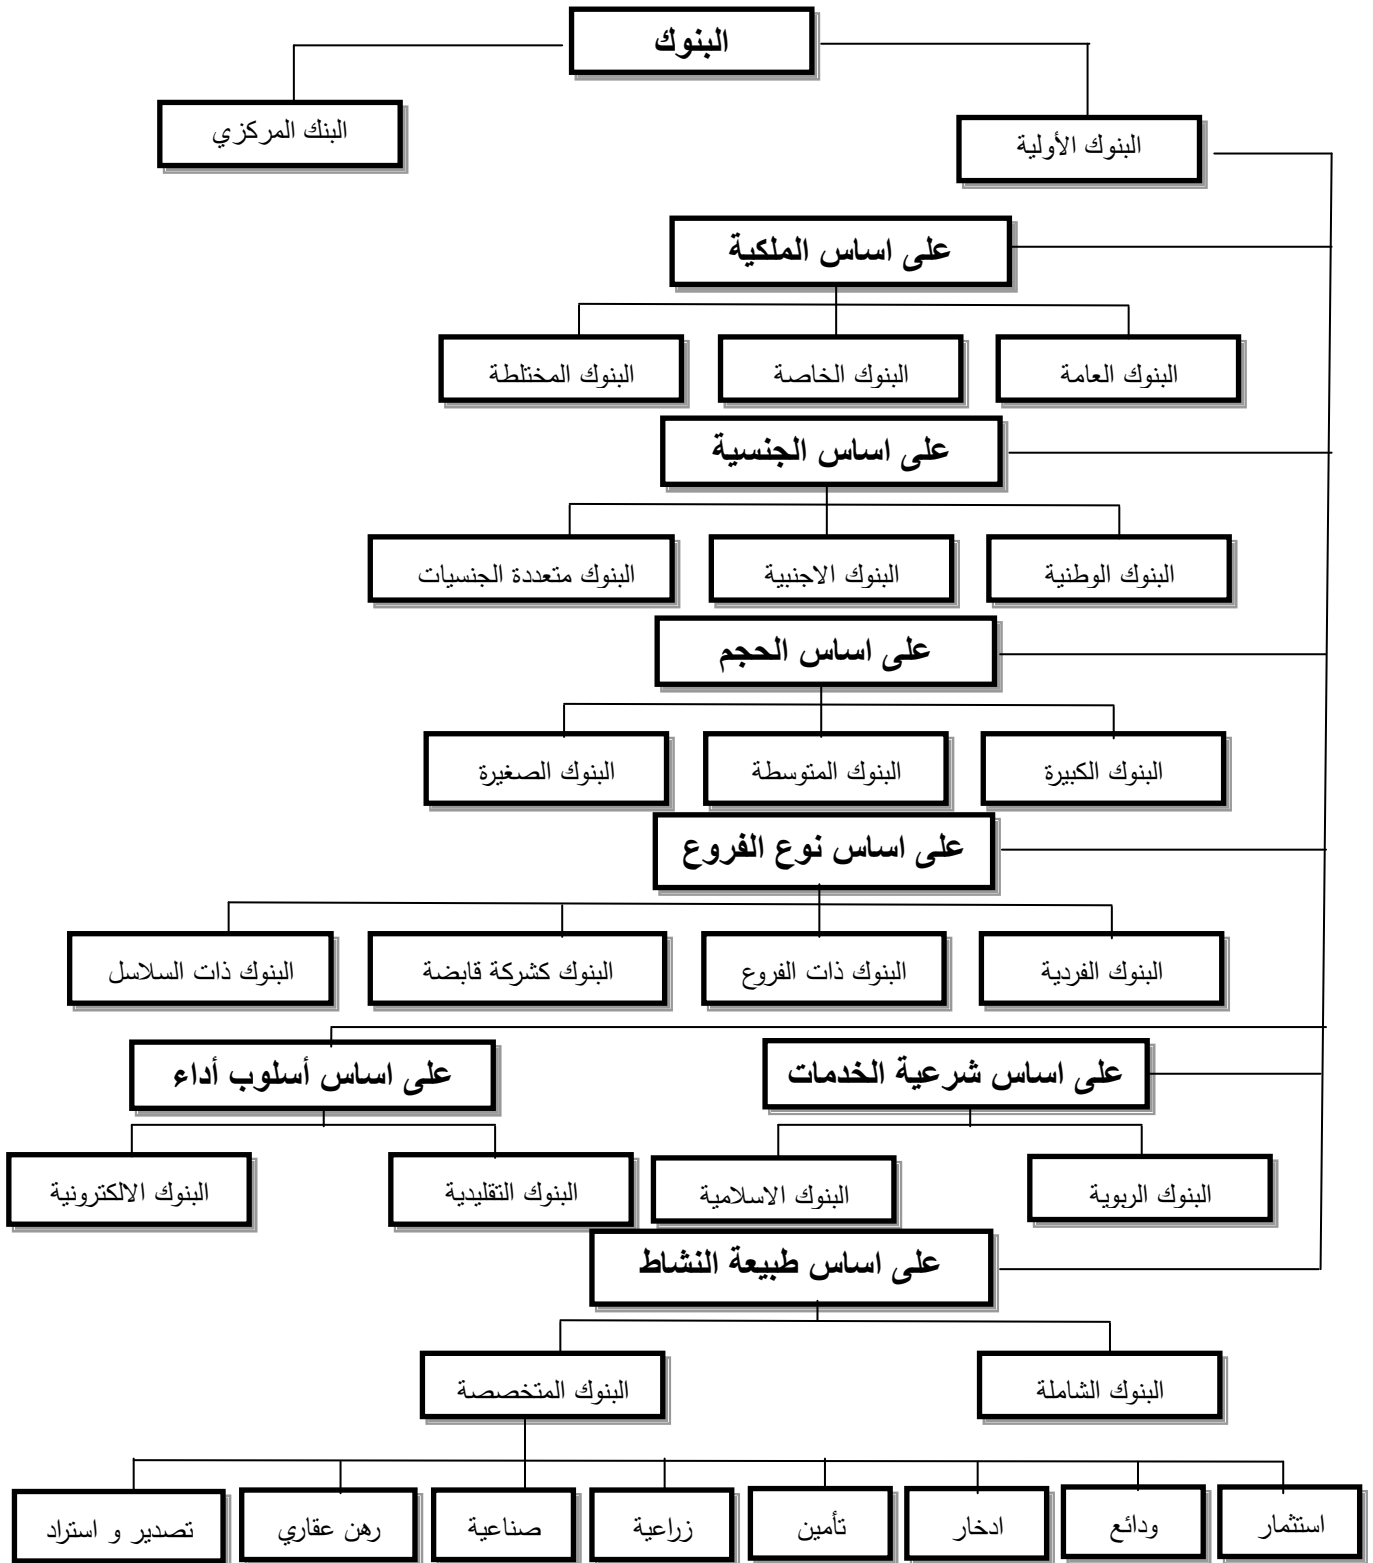 البنوك
البنك المركزي
البنوك الأولية
على اساس الملكية
البنوك العامة
البنوك الخاصة
البنوك المختلطة
على اساس الجنسية
البنوك الوطنية
البنوك الاجنبية
البنوك متعددة الجنسيات
على اساس الحجم
البنوك الكبيرة
البنوك المتوسطة
البنوك الصغيرة
على اساس نوع الفروع
البنوك الفردية
البنوك ذات الفروع
البنوك كشركة قابضة
البنوك ذات السلاسل
على اساس شرعية الخدمات
على اساس أسلوب أداء
البنوك الربوية
البنوك الاسلامية
البنوك التقليدية
البنوك الالكترونية
على اساس طبيعة النشاط
البنوك الشاملة
البنوك المتخصصة
استثمار
ودائع
ادخار
تأمين
زراعية
صناعية
رهن عقاري
تصدير و استراد